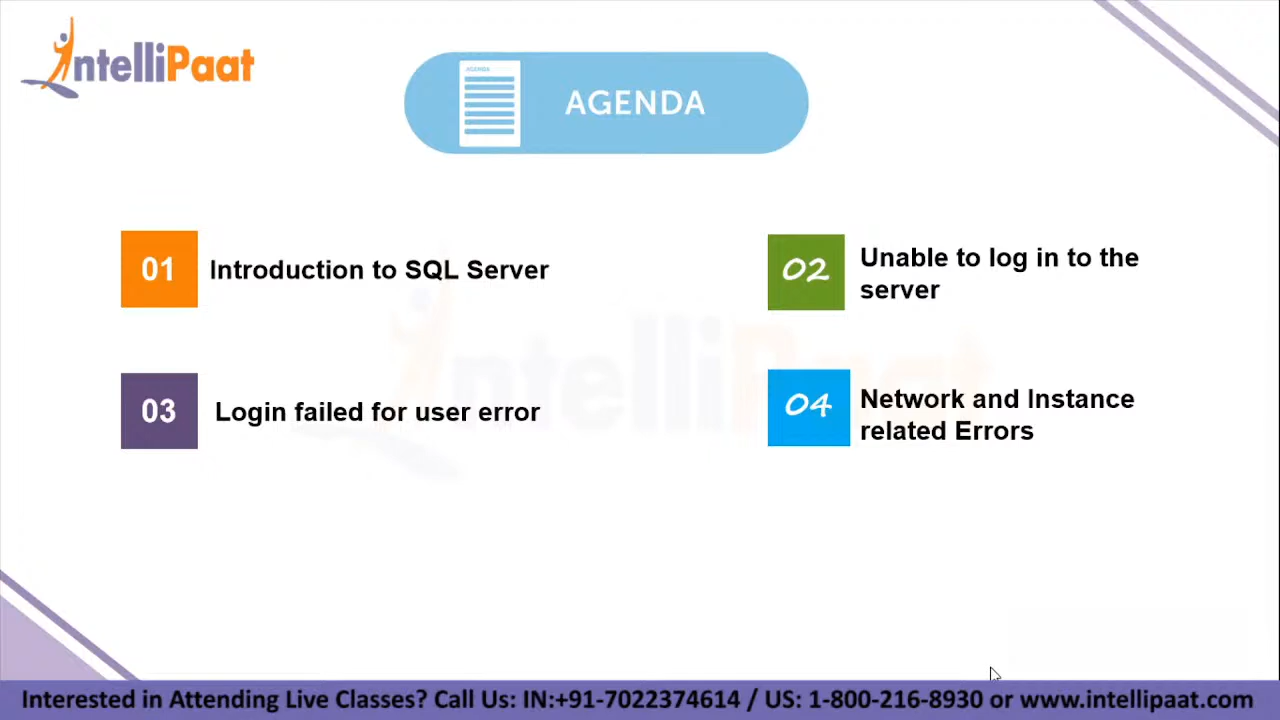 IntelliPaat
AGENDA
AGENDA
01
Introduction to SQL Server
02
Unable to log in to the
server
03
Login failed for user error
04
Network and Instance
related Errors
IntelliPaat
Interested in Attending Live Classes? Call Us: IN:+91-7022374614 / US: 1-800-216-8930 or www.intellipaat.com